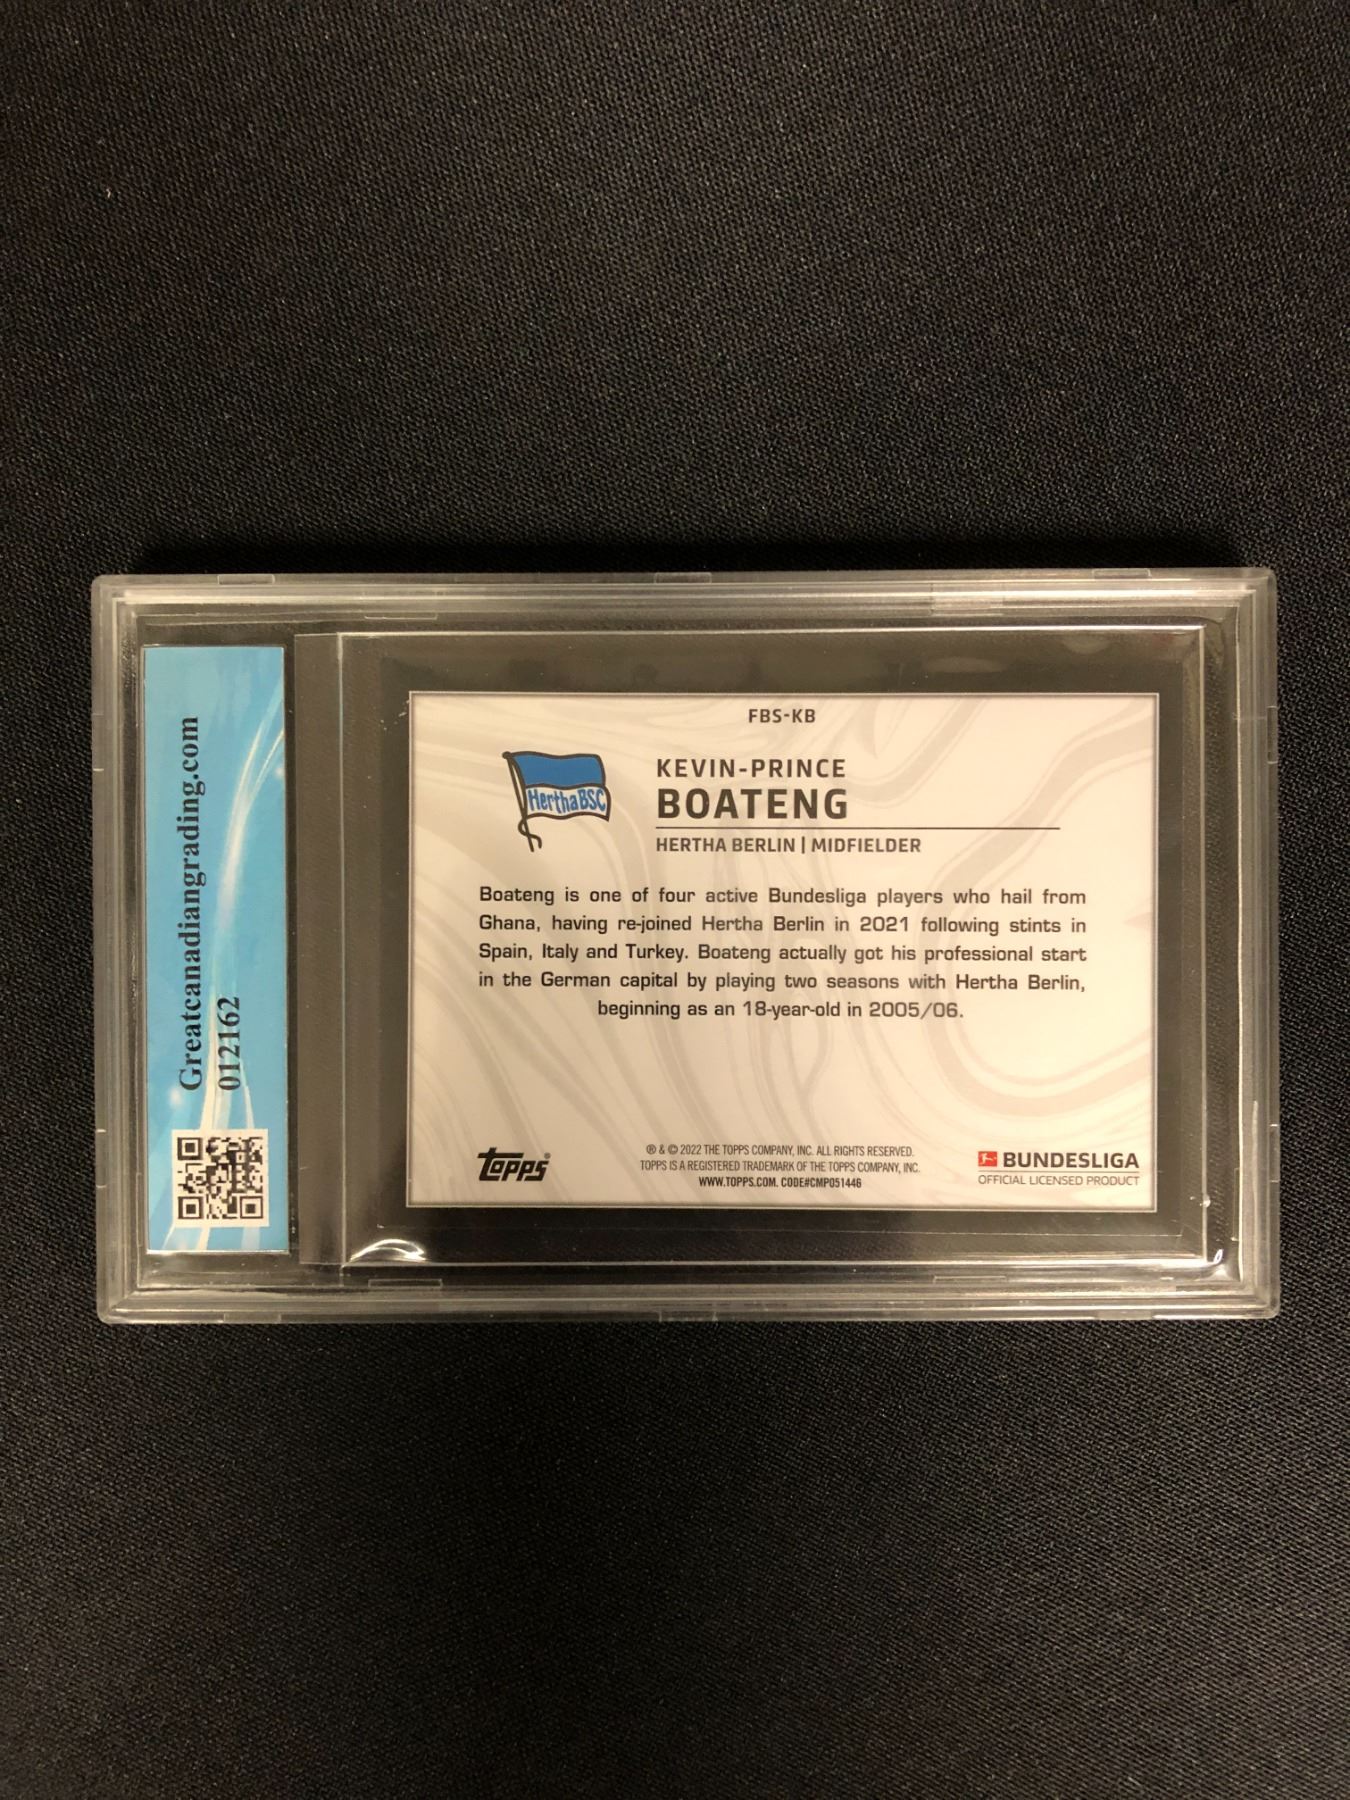 Greatcanadiangrading.com
012162
FBS-KB
HerthaBSC
KEVIN-PRINCE
BOATENG
HERTHA BERLIN | MIDFIELDER
Boateng is one of four active Bundesliga players who hail from
Ghana, having re-joined Hertha Berlin in 2021 following stints in
Spain, Italy and Turkey. Boateng actually got his professional start
in the German capital by playing two seasons with Hertha Berlin,
beginning as an 18-year-old in 2005/06.
topps®
® & © 2022 THE TOPPS COMPANY, INC. ALL RIGHTS RESERVED.
TOPPS IS A REGISTERED TRADEMARK OF THE TOPPS COMPANY, INC.
WWW.TOPPS.COM. CODE#CMP051446
BUNDESLIGA
OFFICIAL LICENSED PRODUCT